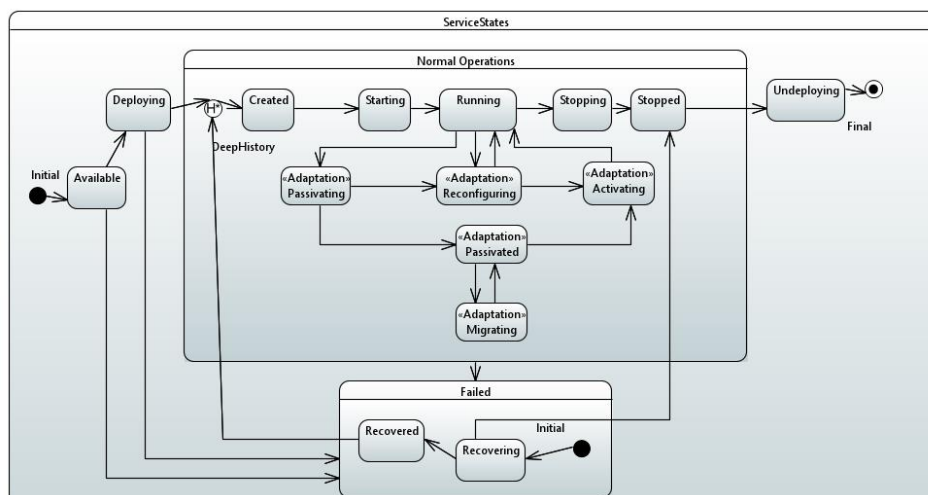 ServiceStates
Normal Operations
Deploying
H*
Created
Starting
Running
Stopping
Stopped
Undeploying
DeepHistory
Final
Initial
Available
«Adaptation»
Passivating
«Adaptation»
Reconfiguring
«Adaptation»
Activating
«Adaptation»
Passivated
«Adaptation»
Migrating
Failed
Recovered
Recovering
Initial